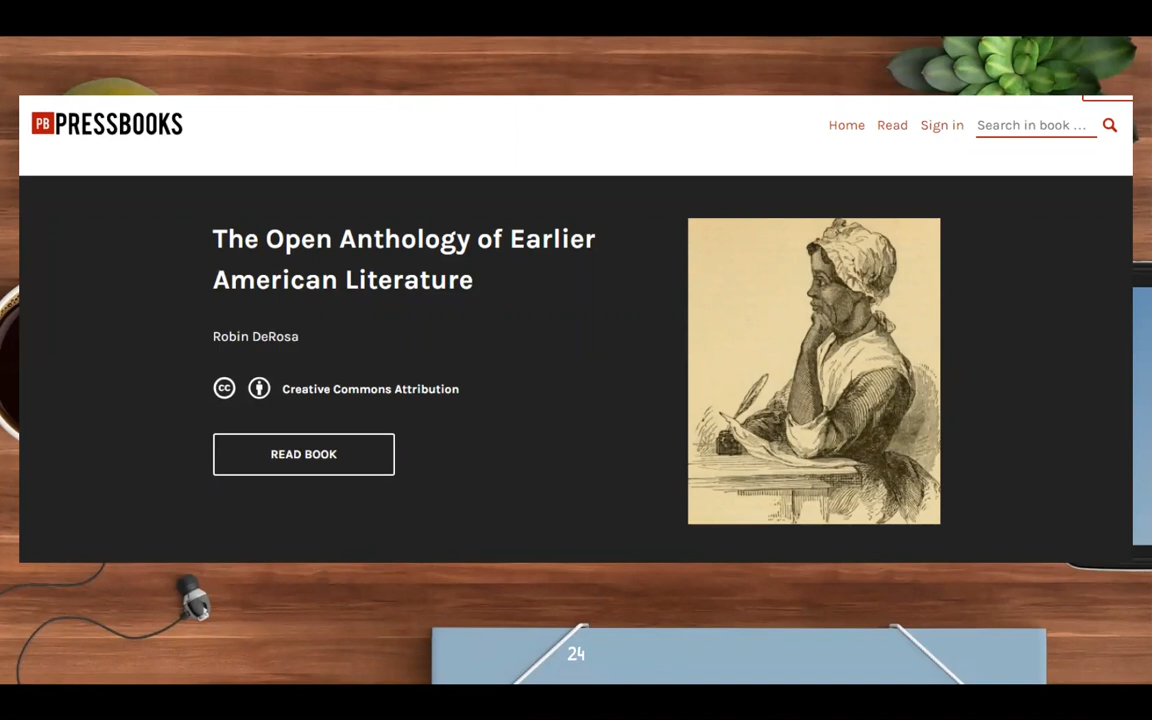 PB PRESSBOOKS
Home Read Sign in Search in book ...
The Open Anthology of Earlier
American Literature
Robin DeRosa
cc Creative Commons Attribution
READ BOOK
24